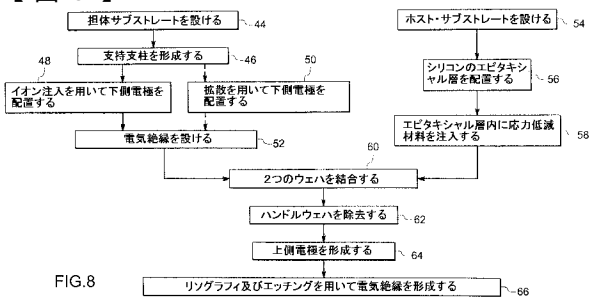 担体サブストレートを設ける
44
支持支柱を形成する
46
48
イオン注入を用いて下側電極を
配置する
50
拡散を用いて下側電極を
配置する
電気絶縁を設ける
52
ホスト・サブストレートを設ける
54
シリコンのエピタキシ
ャル層を配置する
56
エピタキシャル層内に応力低減
材料を注入する
58
60
2つのウェハを結合する
ハンドルウェハを除去する
62
上側電極を形成する
64
リソグラフィ及びエッチングを用いて電気絶縁を形成する
66
FIG.8